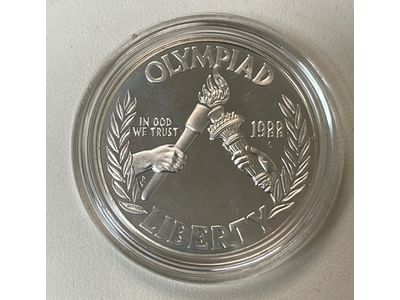 OLYMPIAD
IN GOD
WE TRUST
1988
LIBERTY